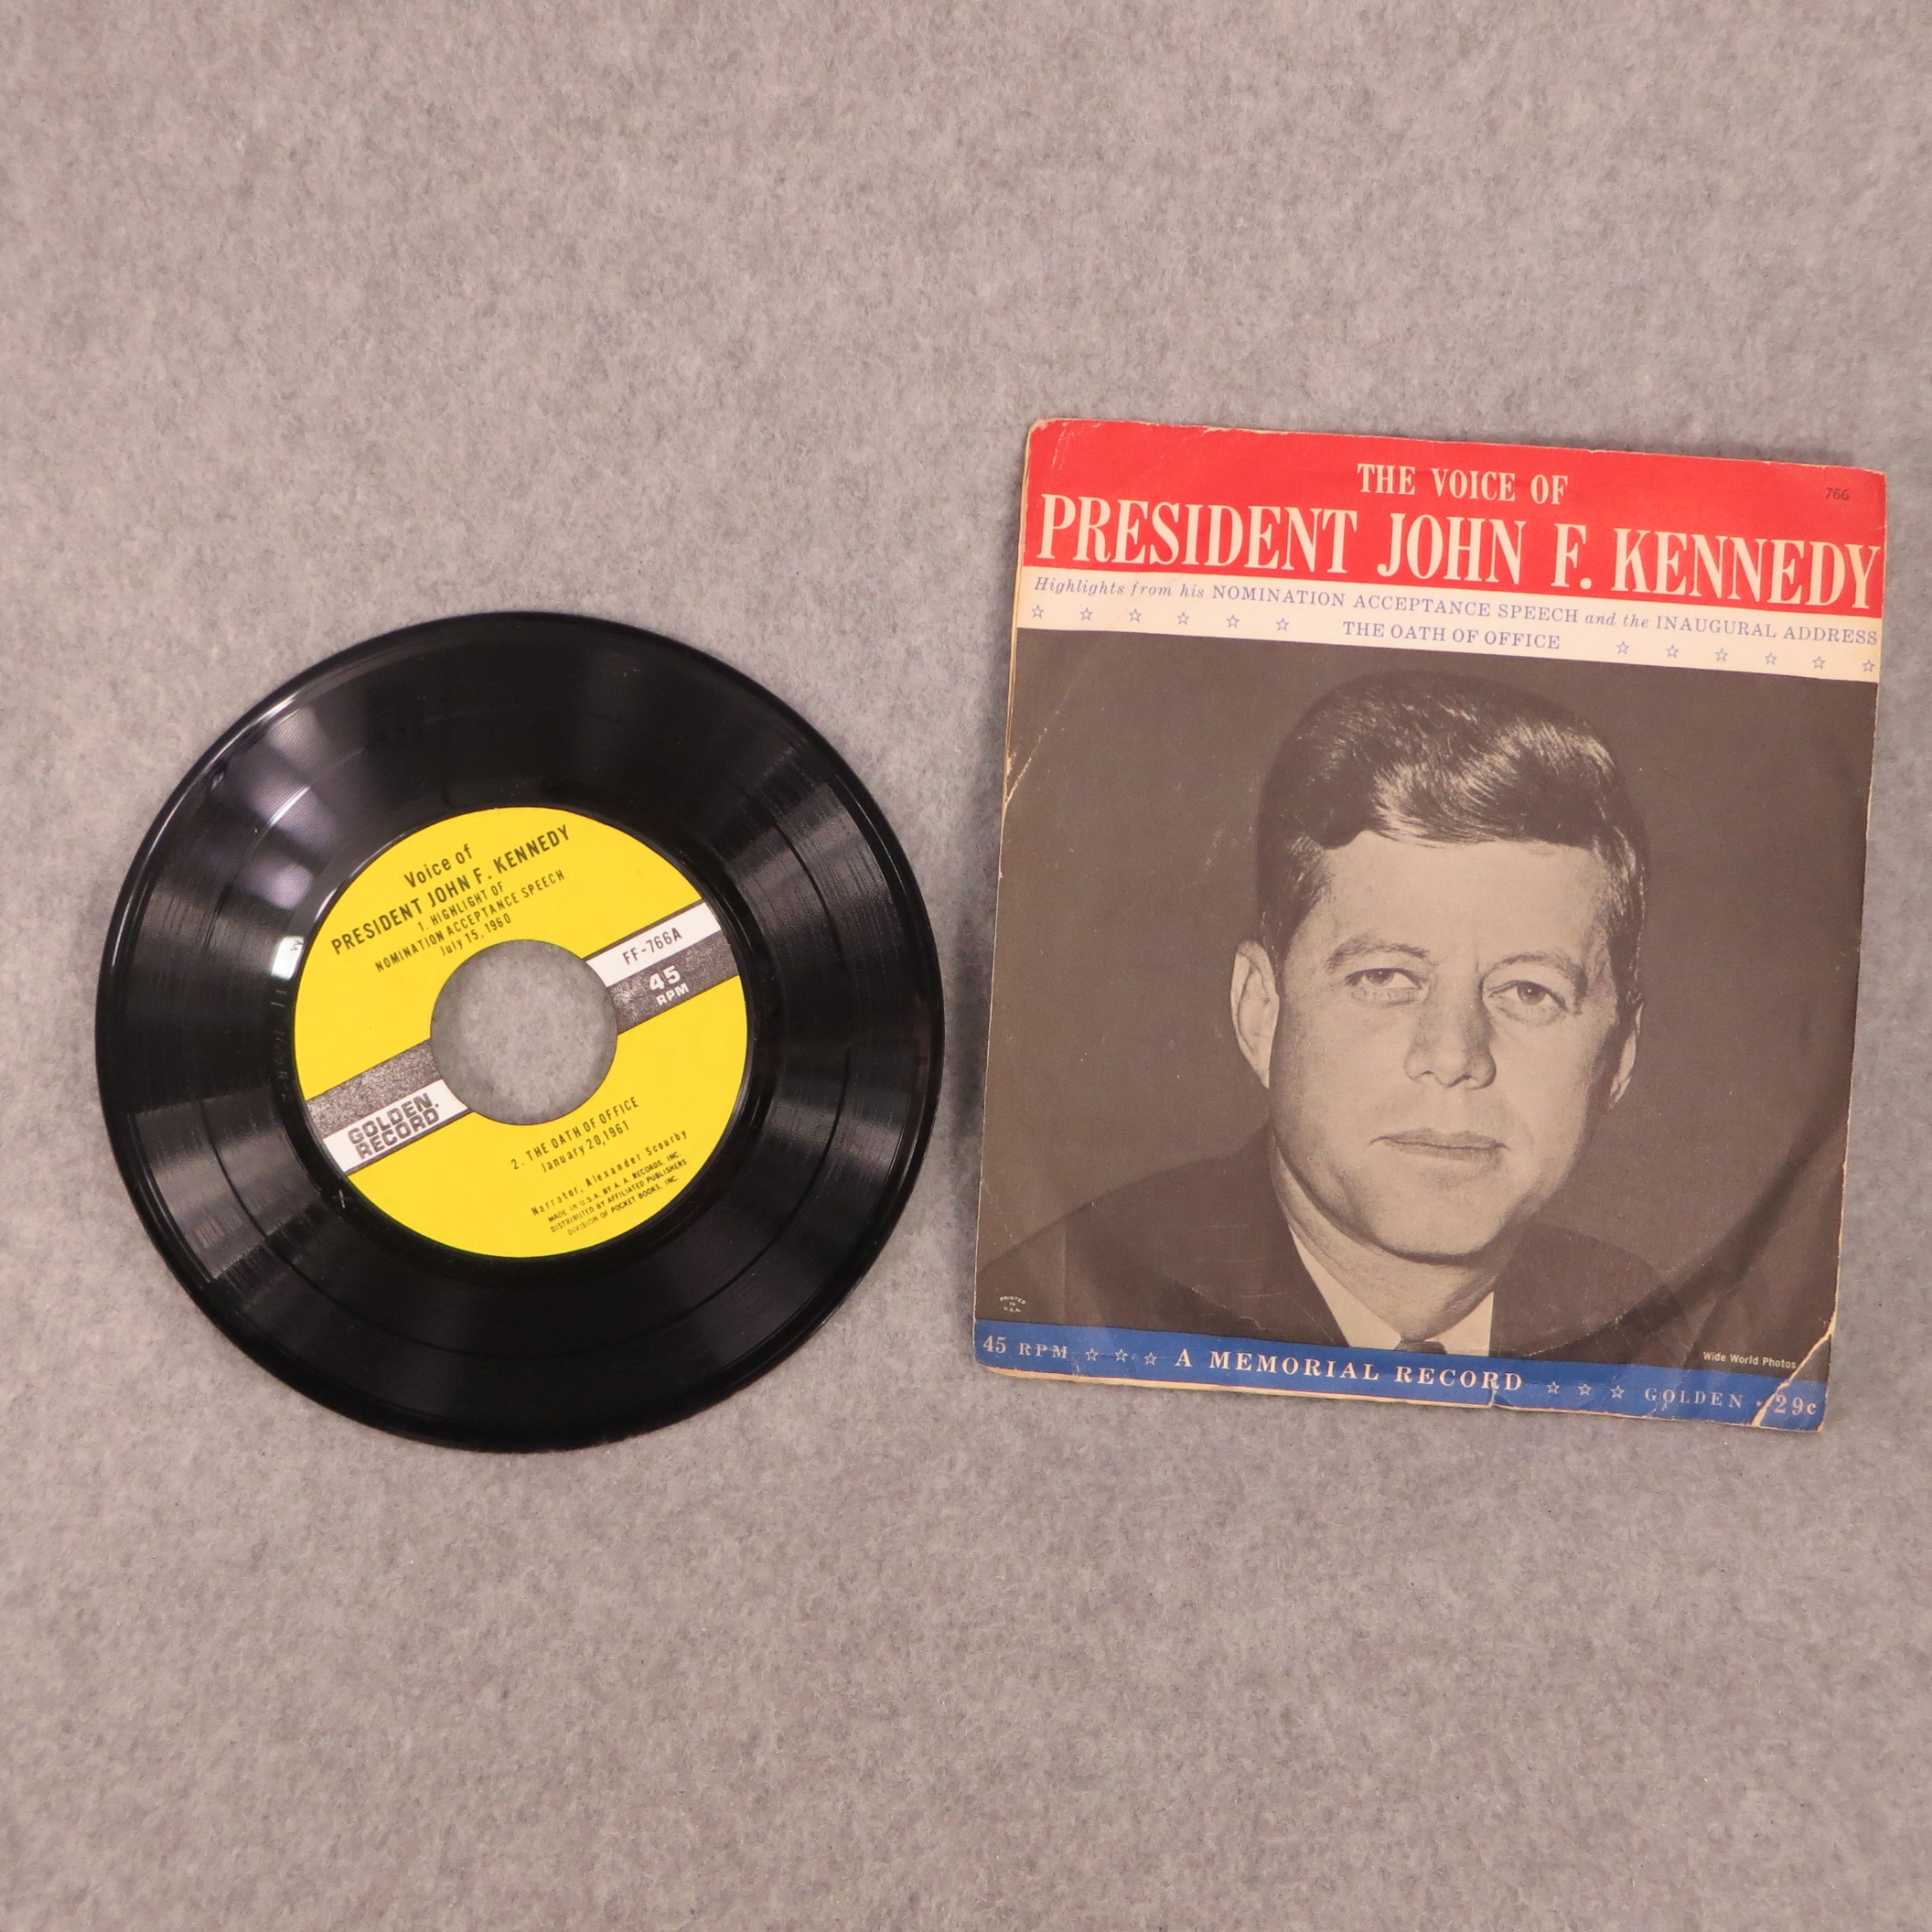 Voice of
PRESIDENT JOHN F. KENNEDY
1. HIGHLIGHT OF
NOMINATION ACCEPTANCE SPEECH
July 15, 1960
FF-766A
45
RPM
GOLDEN
RECORD
2. THE OATH OF OFFICE
January 20, 1961
Narrator, Alexander Scourby
MADE IN U.S.A. BY A. A. RECORDS, INC.
DISTRIBUTED BY AFFILIATED PUBLISHERS
DIVISION OF POCKET BOOKS, INC.
THE VOICE OF
766
PRESIDENT JOHN F. KENNEDY
Highlights from his NOMINATION ACCEPTANCE SPEECH and the INAUGURAL ADDRESS
☆ ☆ ☆ ☆ ☆ ☆ THE OATH OF OFFICE ☆ ☆ ☆ ☆ ☆ ☆
PRINTED
IN
U.S.A.
Wide World Photos
45 RPM ☆ ☆ ☆ A MEMORIAL RECORD ☆ ☆ ☆ GOLDEN · 29c